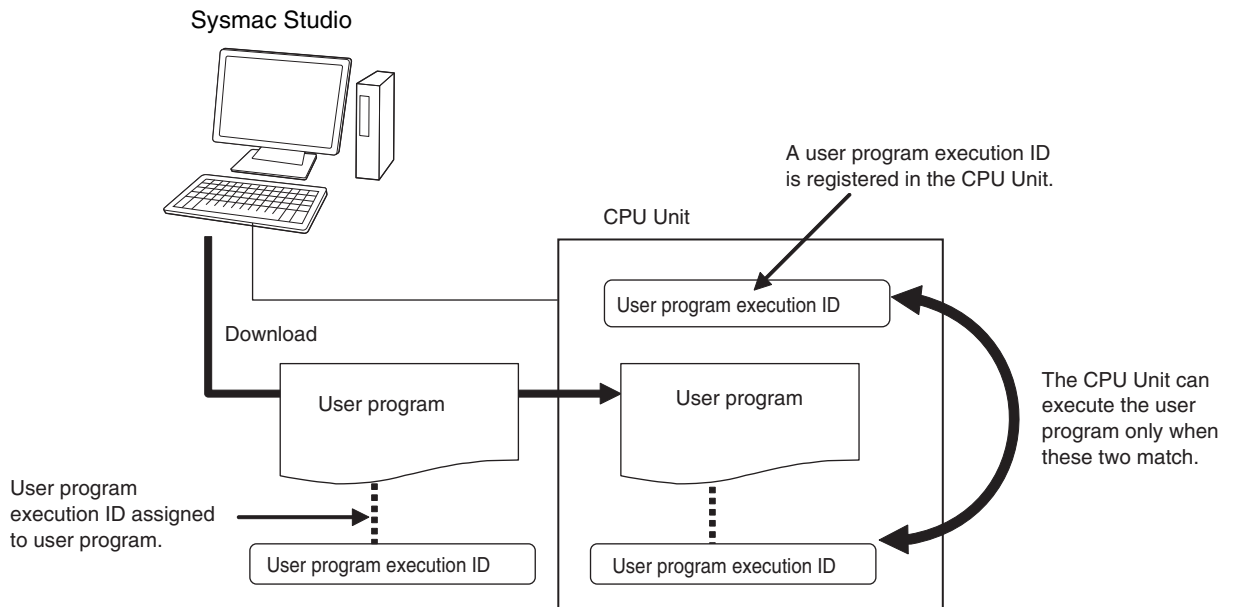 Sysmac Studio
A user program execution ID
is registered in the CPU Unit.
CPU Unit
User program execution ID
Download
User program
User program
The CPU Unit can
execute the user
program only when
these two match.
User program
execution ID assigned
to user program.
User program execution ID
User program execution ID